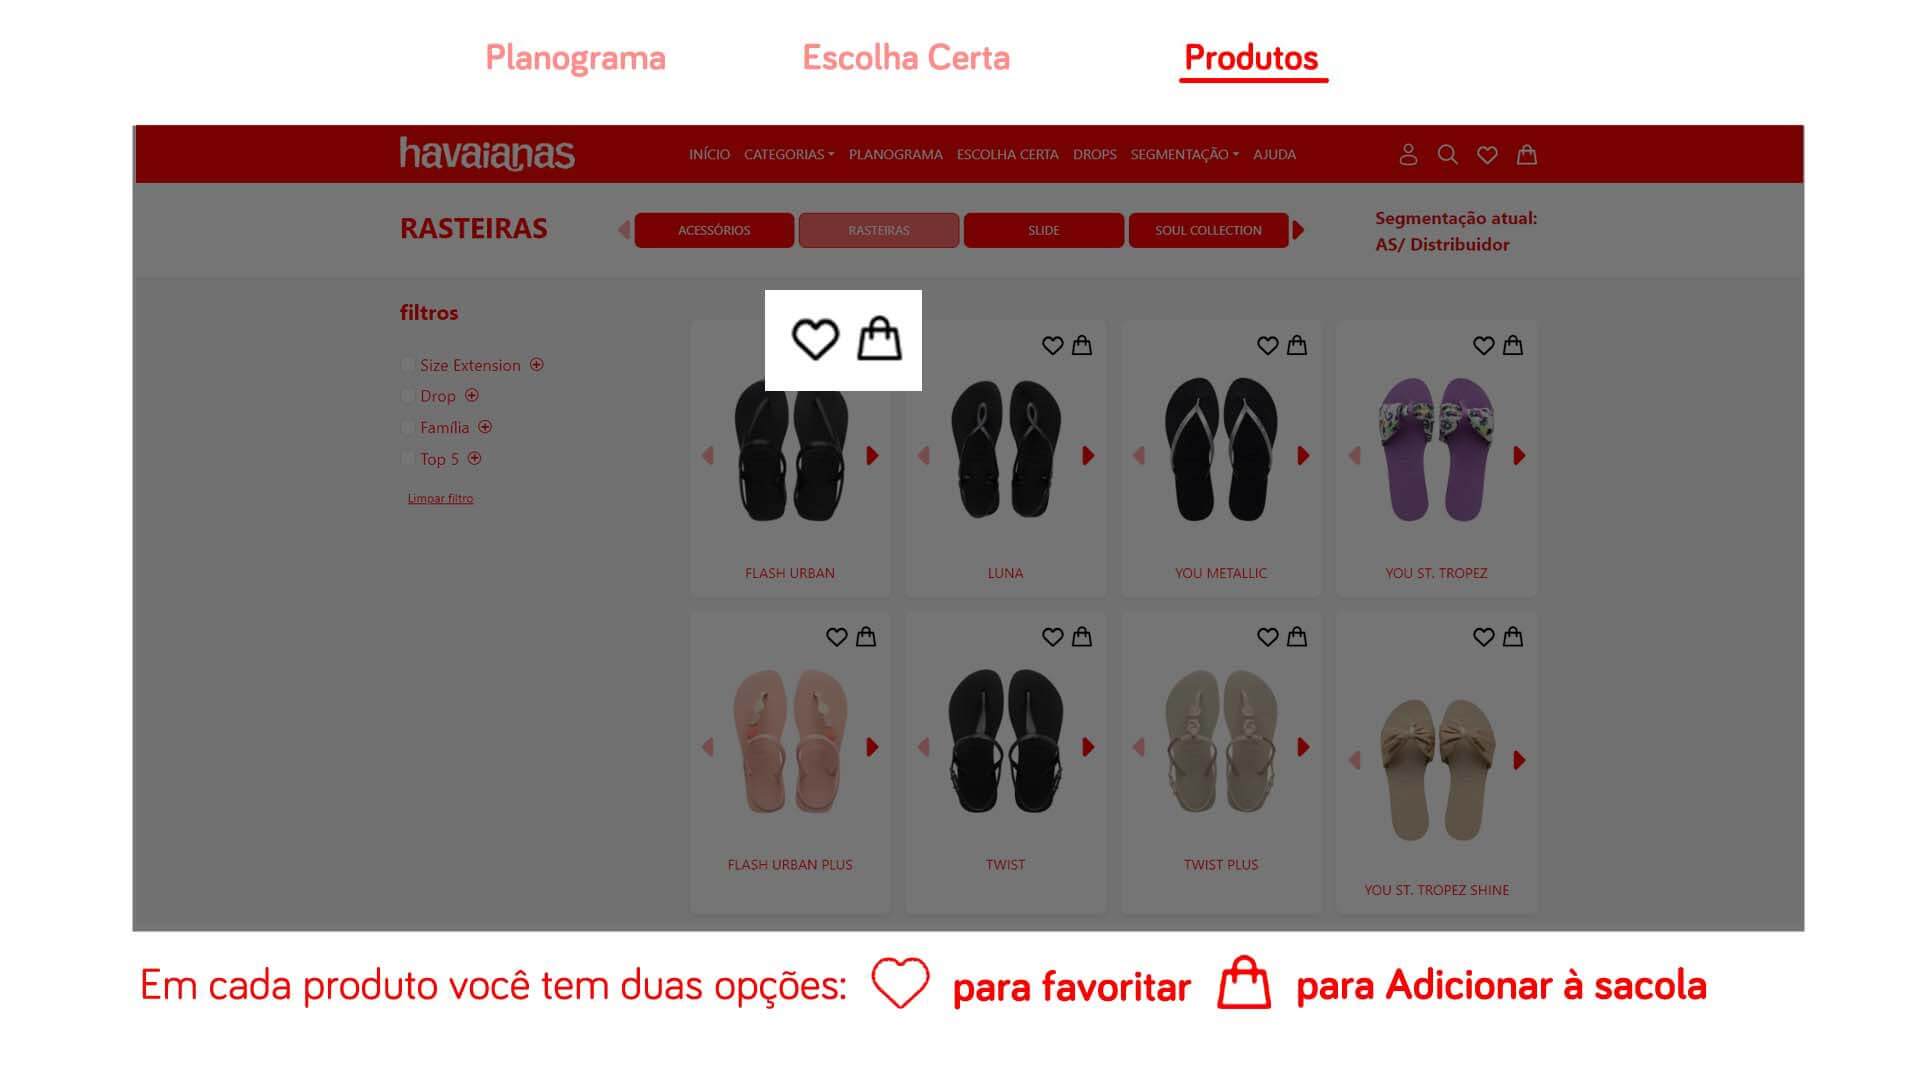 Planograma
Escolha Certa
Produtos
havaianas
INÍCIO CATEGORIAS PLANOGRAMA ESCOLHA CERTA DROPS SEGMENTAÇÃO AJUDA
RASTEIRAS
ACESSÓRIOS
RASTEIRAS
SLIDE
SOUL COLLECTION
Segmentação atual:
AS/ Distribuidor
filtros
Size Extension
Drop
Família
Top 5
Limpar filtro
FLASH URBAN
LUNA
YOU METALLIC
YOU ST. TROPEZ
FLASH URBAN PLUS
TWIST
TWIST PLUS
YOU ST. TROPEZ SHINE
Em cada produto você tem duas opções: para favoritar para Adicionar à sacola